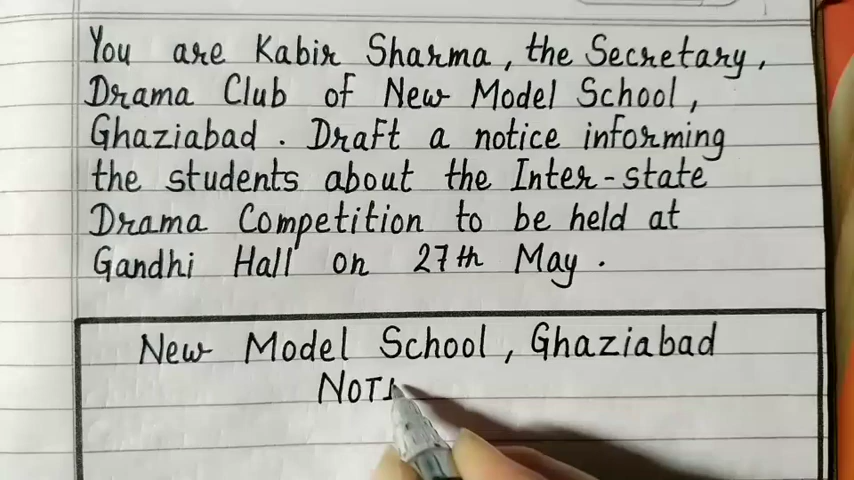 You are Kabir Sharma, the Secretary,
Drama Club of New Model School,
Ghaziabad. Draft a notice informing
the students about the Inter-state
Drama Competition to be held at
Gandhi Hall on 27th May.
New Model School, Ghaziabad
NOTI